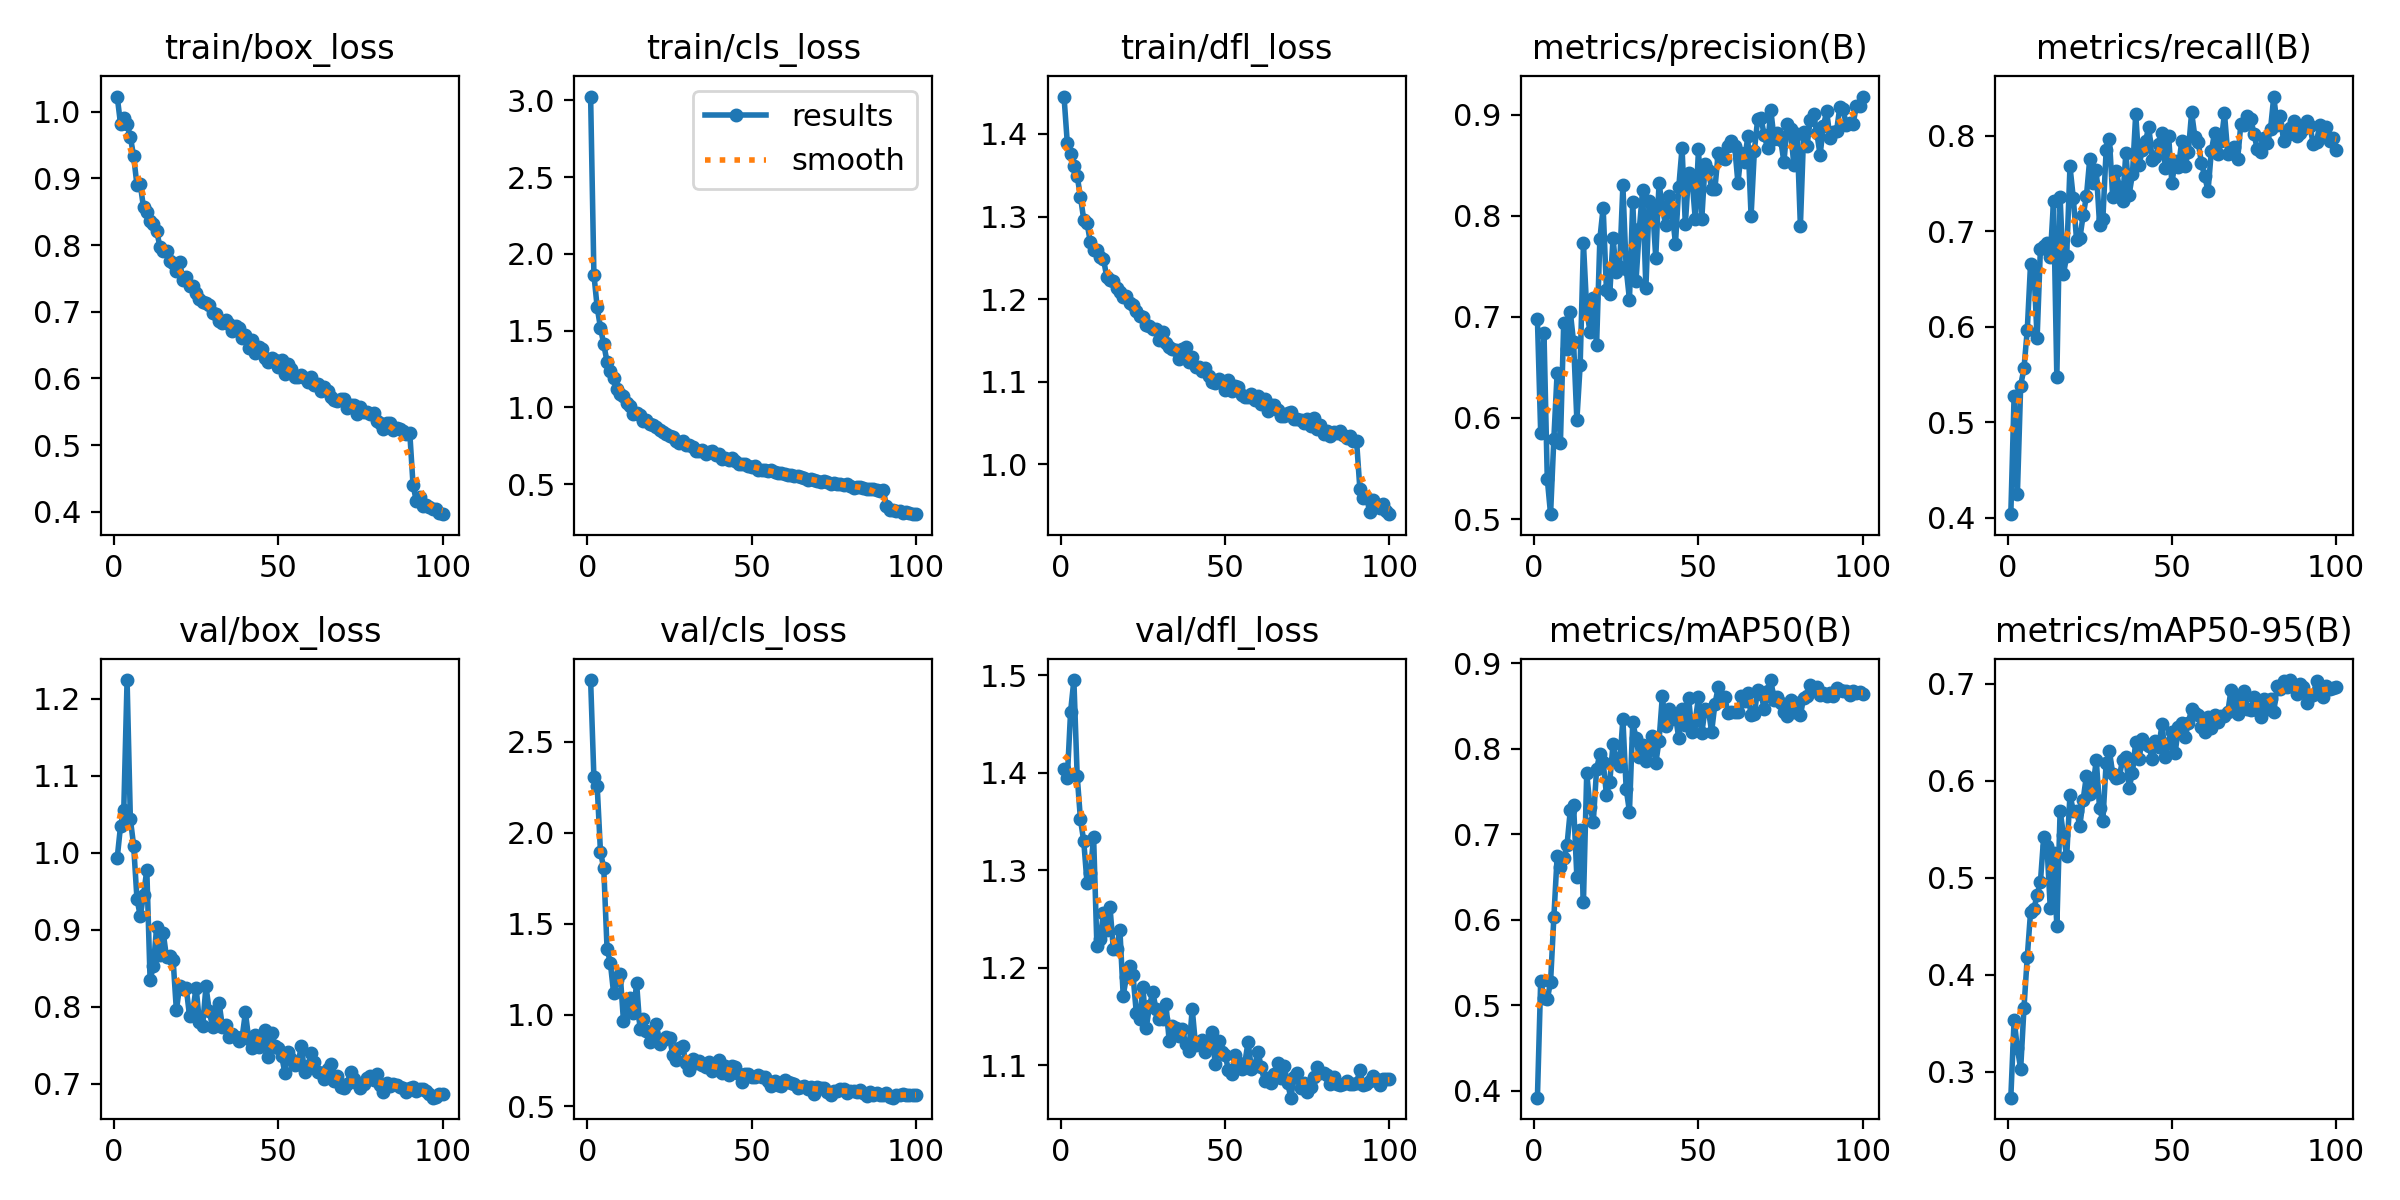 train/box_loss
train/cls_loss
train/dfl_loss
metrics/precision(B)
metrics/recall(B)
1.0
0.9
0.8
0.7
0.6
0.5
0.4
0 50 100
3.0
2.5
2.0
1.5
1.0
0.5
0 50 100
results
smooth
1.4
1.3
1.2
1.1
1.0
0 50 100
0.9
0.8
0.7
0.6
0.5
0 50 100
0.8
0.7
0.6
0.5
0.4
0 50 100
val/box_loss
val/cls_loss
val/dfl_loss
metrics/mAP50(B)
metrics/mAP50-95(B)
1.2
1.1
1.0
0.9
0.8
0.7
0 50 100
2.5
2.0
1.5
1.0
0.5
0 50 100
1.5
1.4
1.3
1.2
1.1
0 50 100
0.9
0.8
0.7
0.6
0.5
0.4
0 50 100
0.7
0.6
0.5
0.4
0.3
0 50 100